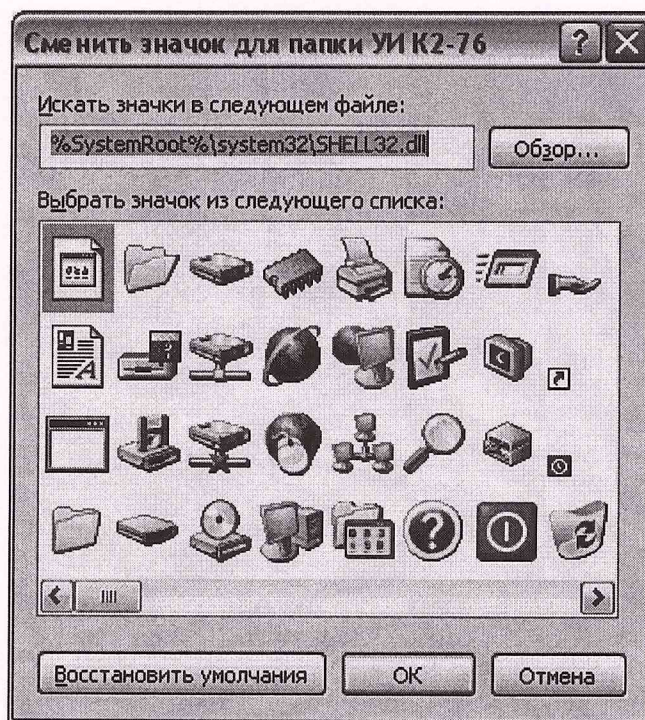 Сменить значок для папки УИ К2-76
Искать значки в следующем файле:
%SystemRoot%\system32\SHELL32.dll
Обзор...
Выбрать значок из следующего списка:
Восстановить умолчания
ОК
Отмена